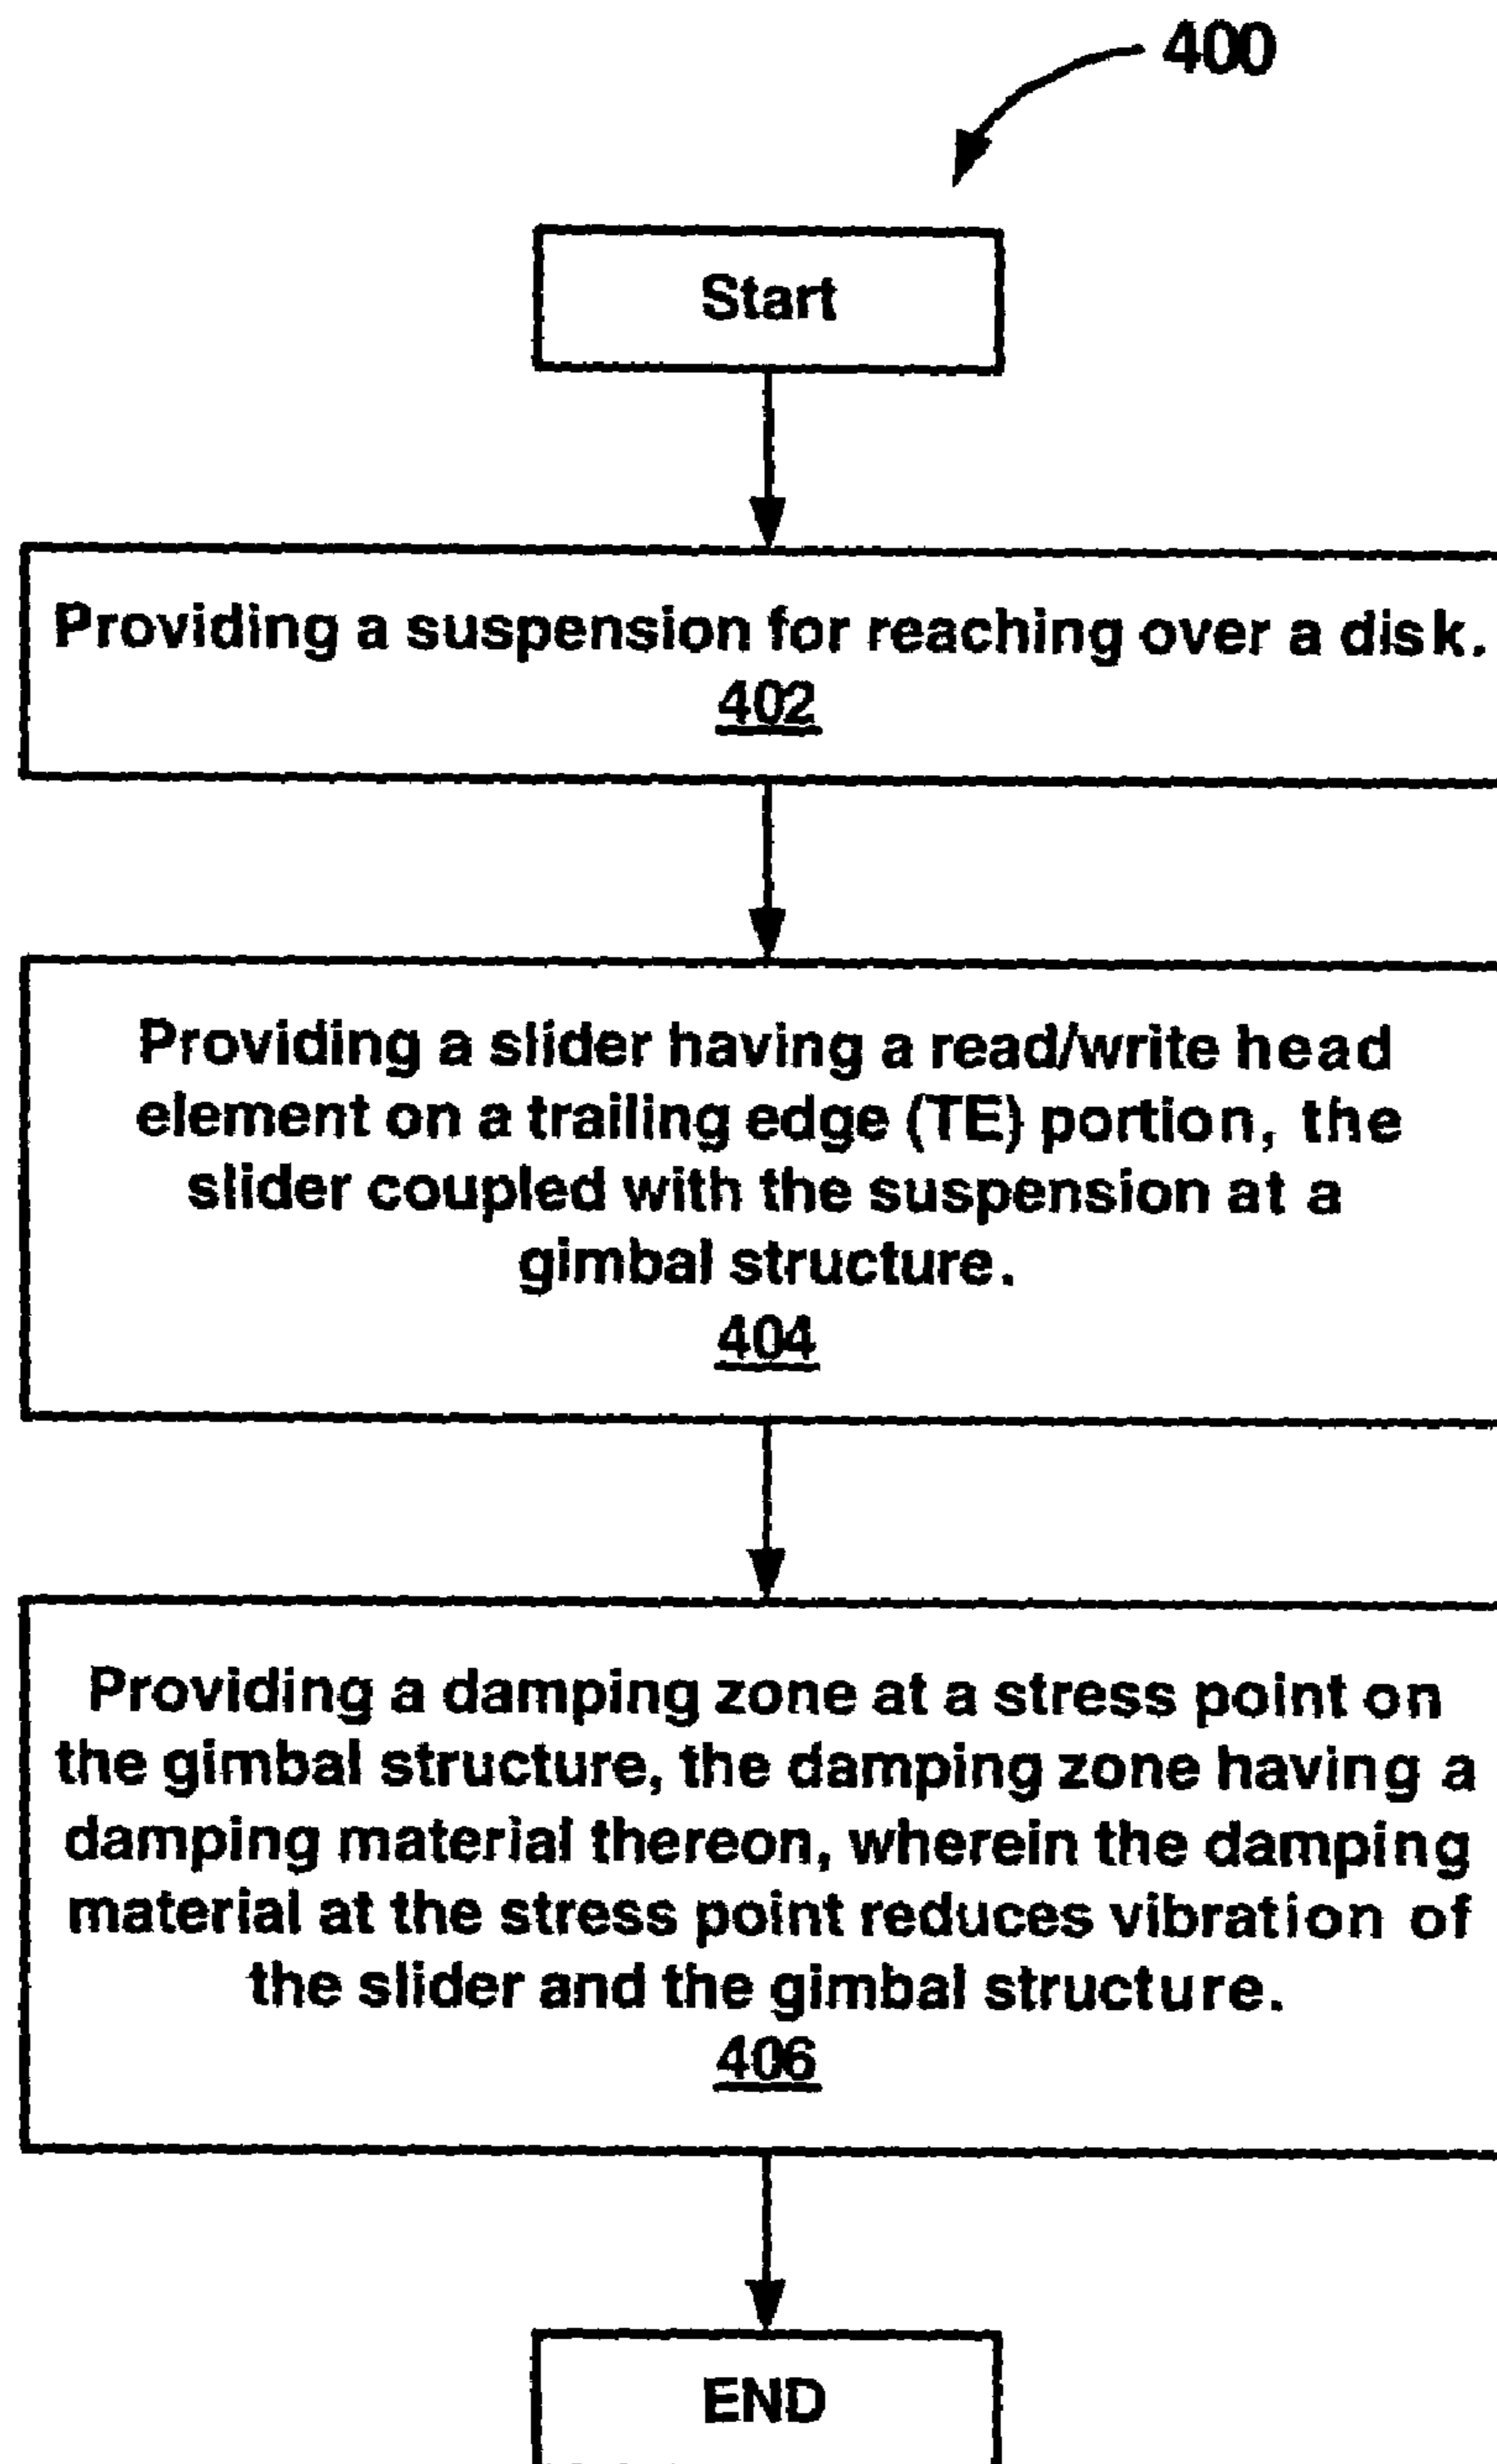 400
Start
Providing a suspension for reaching over a disk.
402
Providing a slider having a read/write head
element on a trailing edge (TE) portion, the
slider coupled with the suspension at a
gimbal structure.
404
Providing a damping zone at a stress point on
the gimbal structure, the damping zone having a
damping material thereon, wherein the damping
material at the stress point reduces vibration of
the slider and the gimbal structure.
406
END